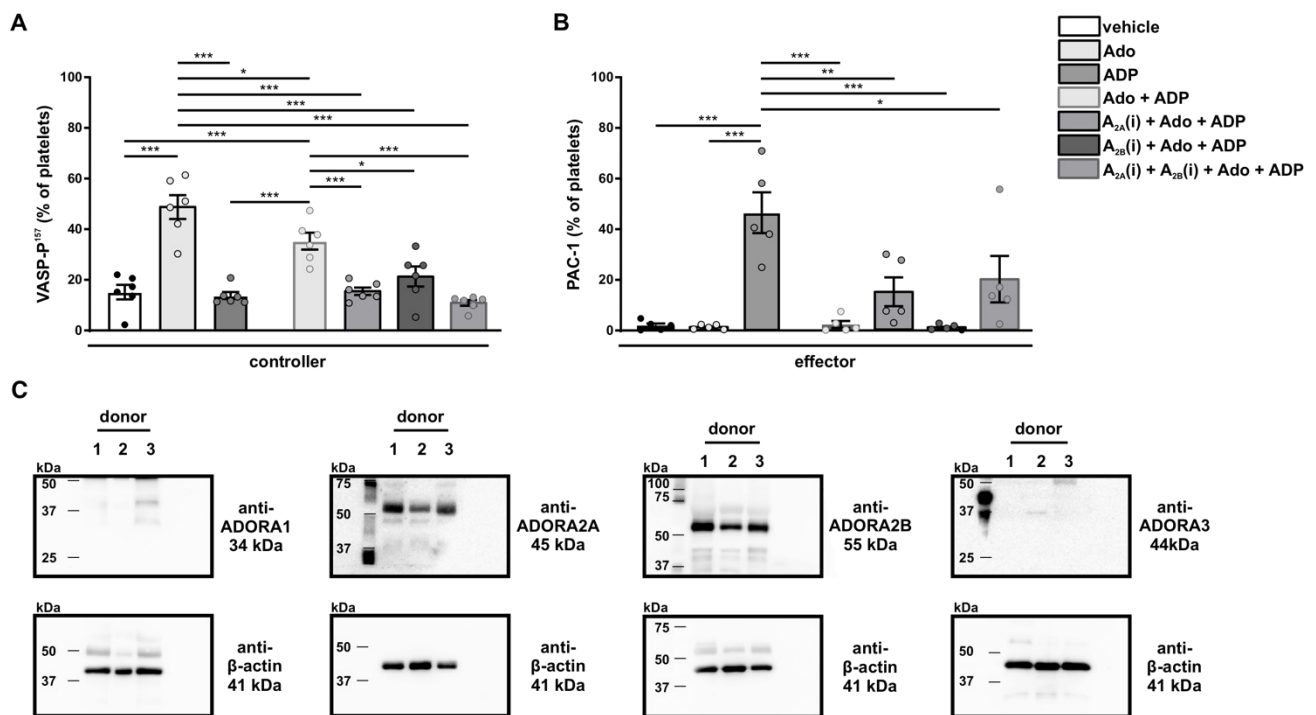 A
B
vehicle
Ado
ADP
Ado + ADP
A2A(i) + Ado + ADP
A2B(i) + Ado + ADP
A2A(i) + A2B(i) + Ado + ADP
***
*
***
***
***
***
***
***
*
***
***
100
80
60
40
20
0
VASP-P157 (% of platelets)
controller
***
**
***
*
***
***
100
80
60
40
20
0
PAC-1 (% of platelets)
effector
C
donor
1 2 3
kDa
50
37
25
anti-
ADORA1
34 kDa
donor
1 2 3
kDa
75
50
37
anti-
ADORA2A
45 kDa
donor
1 2 3
kDa
100
75
50
37
anti-
ADORA2B
55 kDa
donor
1 2 3
kDa
50
37
25
anti-
ADORA3
44kDa
kDa
50
37
anti-
β-actin
41 kDa
kDa
50
37
anti-
β-actin
41 kDa
kDa
75
50
37
anti-
β-actin
41 kDa
kDa
50
37
anti-
β-actin
41 kDa